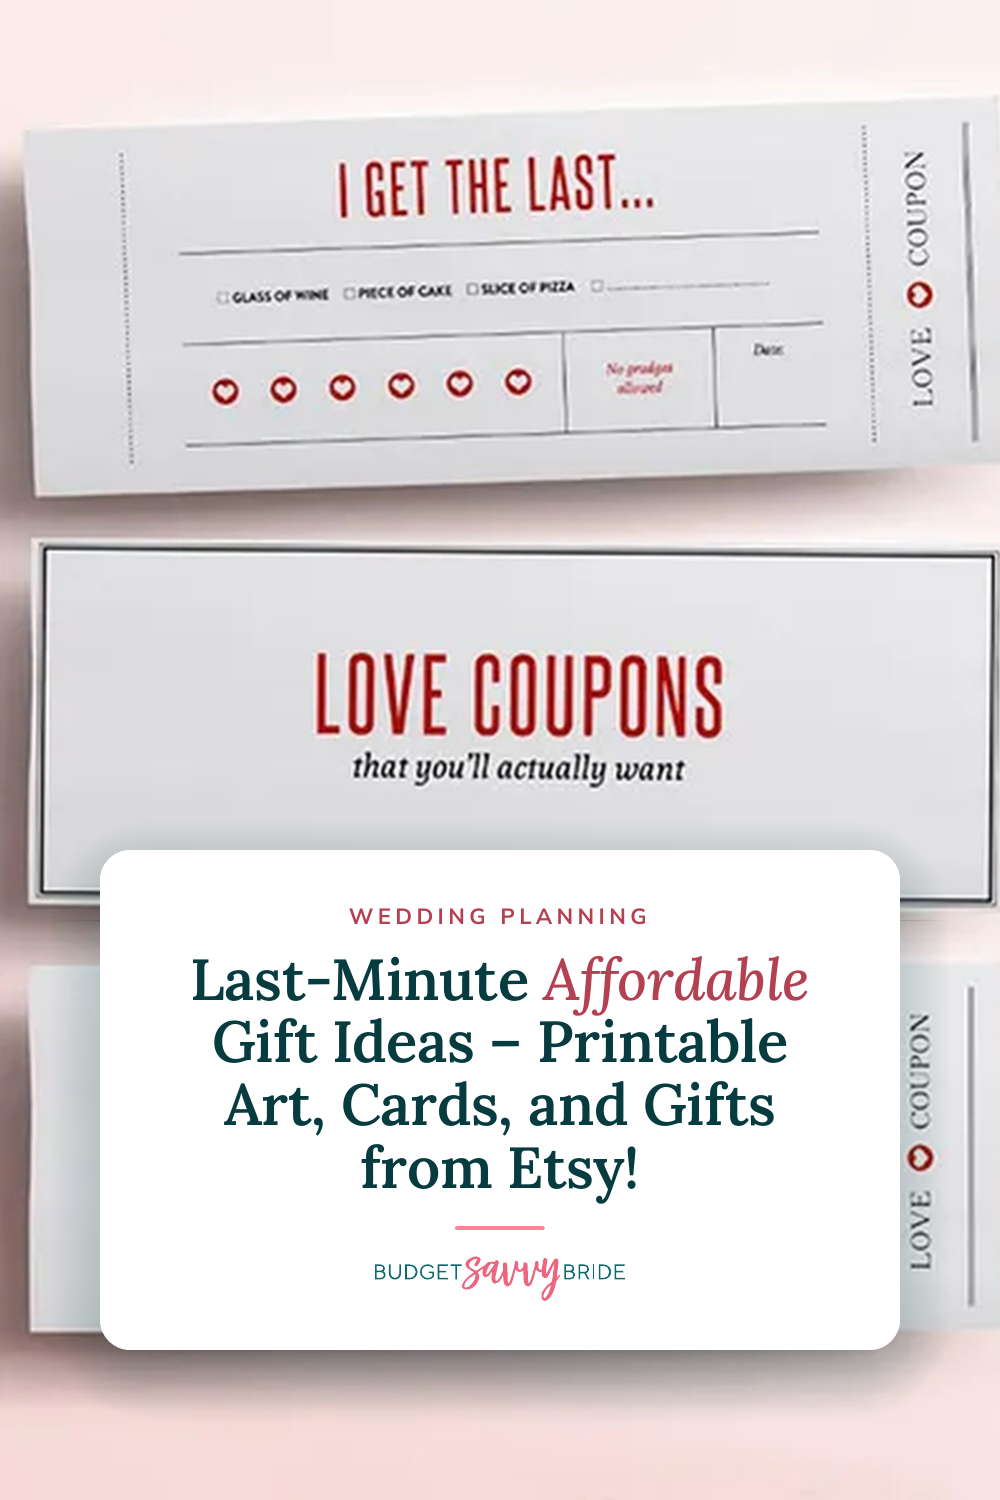 I GET THE LAST...
GLASS OF WINE PIECE OF CAKE SLICE OF PIZZA
No grudges
allowed
Date:
LOVE COUPON
LOVE COUPONS
that you'll actually want
WEDDING PLANNING
Last-Minute Affordable
Gift Ideas – Printable
Art, Cards, and Gifts
from Etsy!
BUDGET savvy BRIDE
LOVE COUPON